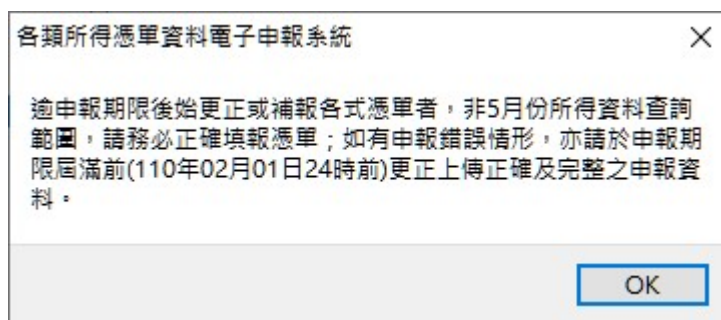 各類所得憑單資料電子申報系統
逾申報期限後始更正或補報各式憑單者，非5月份所得資料查詢
範圍，請務必正確填報憑單；如有申報錯誤情形，亦請於申報期
限屆滿前(110年02月01日24時前)更正上傳正確及完整之申報資
料。
OK